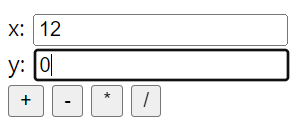 x: 12
y: 0
+ - * /